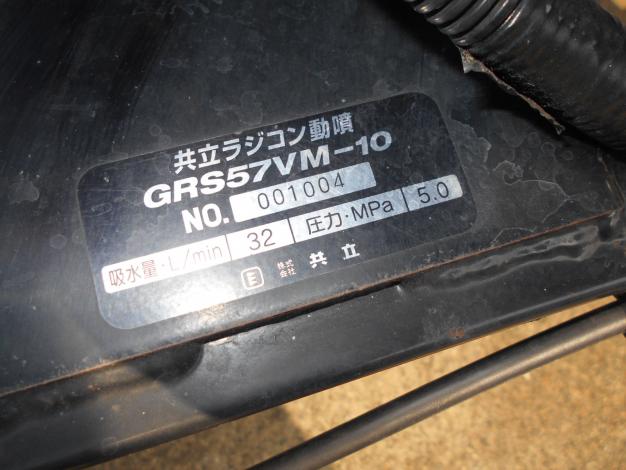 共立ラジコン動噴
GRS57VM-10
NO. 001004
吸水量・L/min 32 圧力・MPa 5.0
E 株式会社 共立